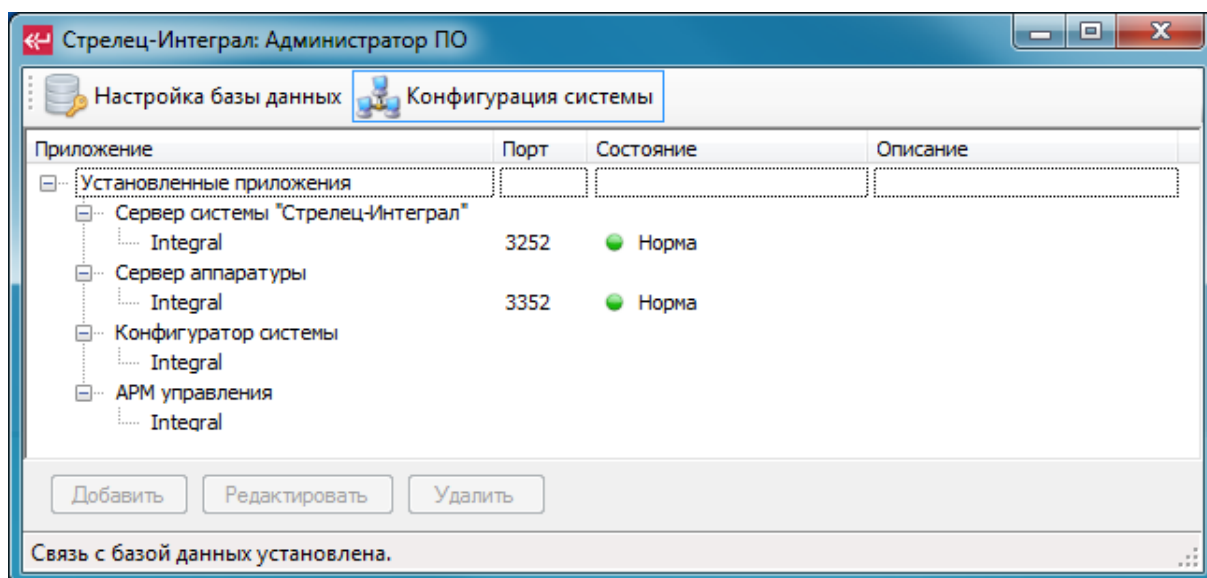 Стрелец-Интеграл: Администратор ПО
Настройка базы данных Конфигурация системы
Приложение Порт Состояние Описание
Установленные приложения
Сервер системы "Стрелец-Интеграл"
Integral 3252 Норма
Сервер аппаратуры
Integral 3352 Норма
Конфигуратор системы
Integral
АРМ управления
Integral
Добавить Редактировать Удалить
Связь с базой данных установлена.